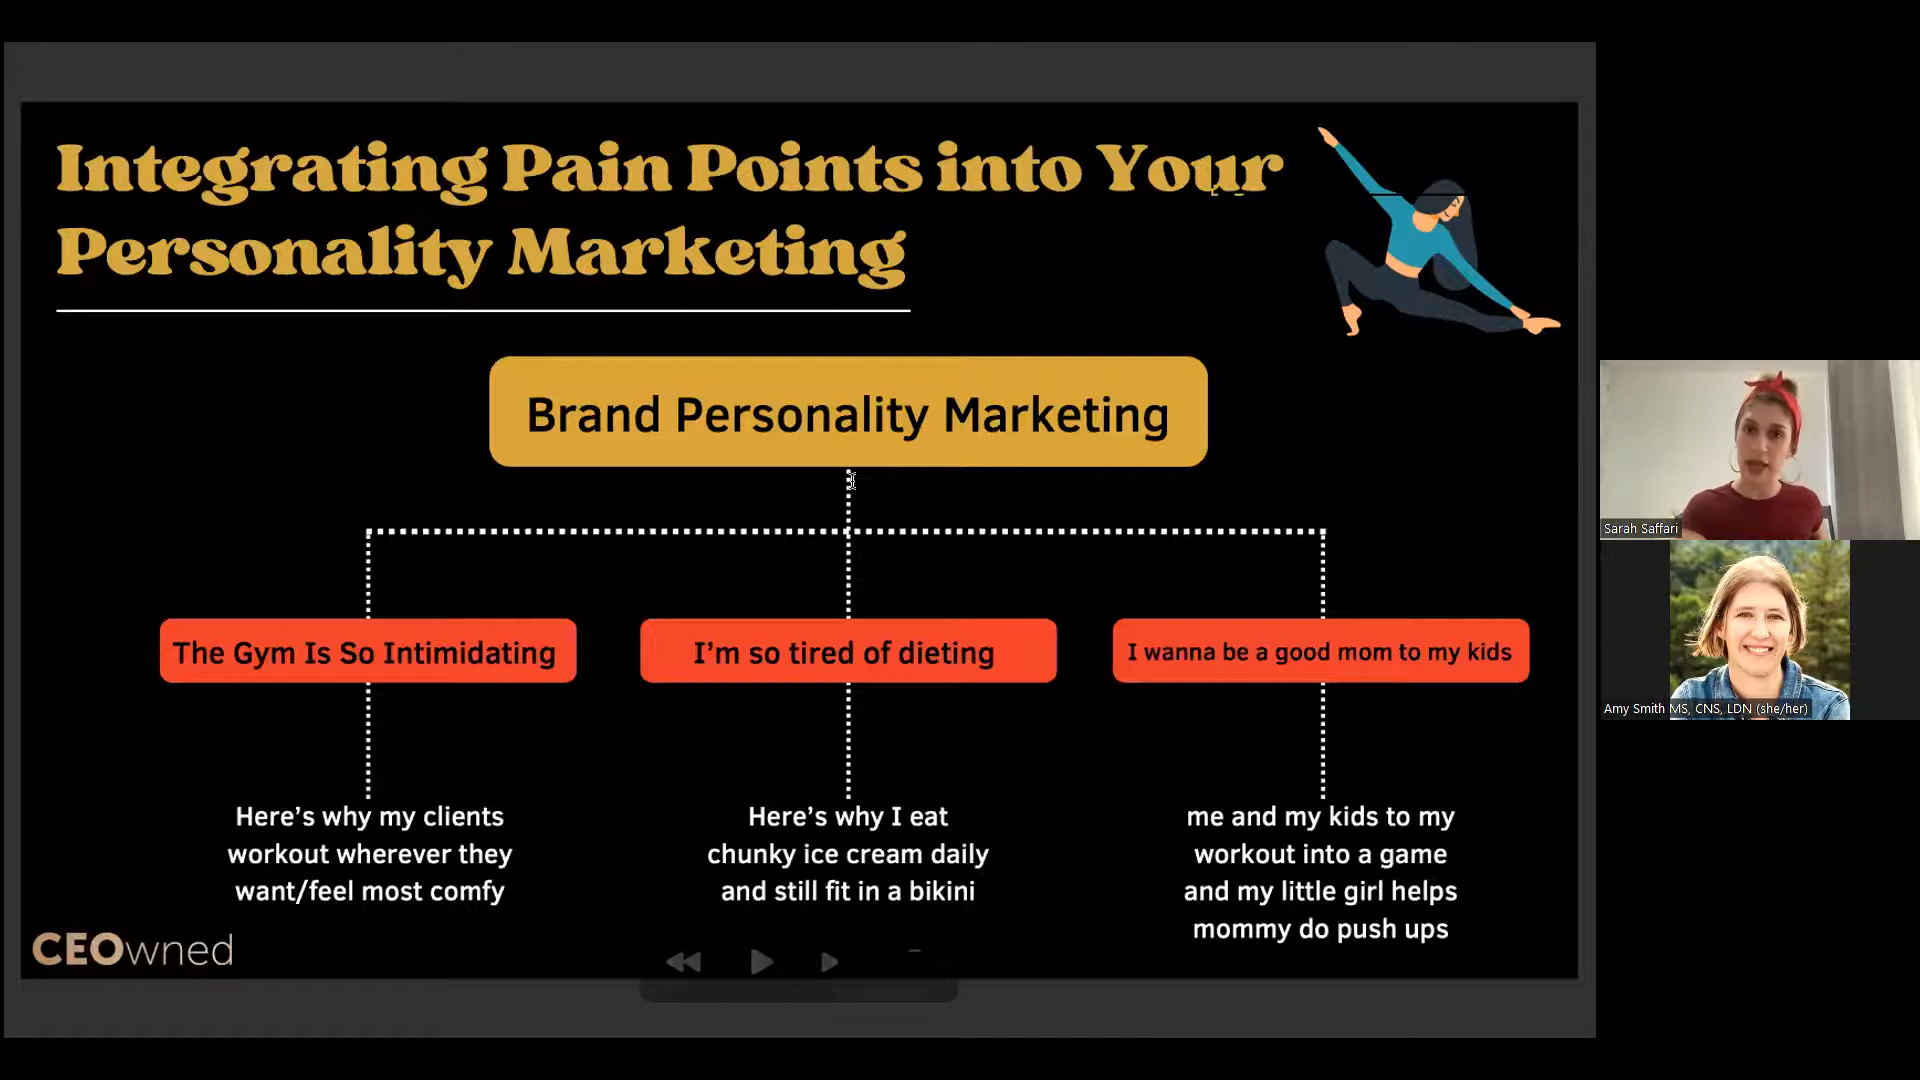 Integrating Pain Points into Your
Personality Marketing
Brand Personality Marketing
The Gym Is So Intimidating
I'm so tired of dieting
I wanna be a good mom to my kids
Here's why my clients
workout wherever they
want/feel most comfy
Here's why I eat
chunky ice cream daily
and still fit in a bikini
me and my kids to my
workout into a game
and my little girl helps
mommy do push ups
CEOwned
Sarah Saffari
Amy Smith MS, CNS, LDN (she/her)